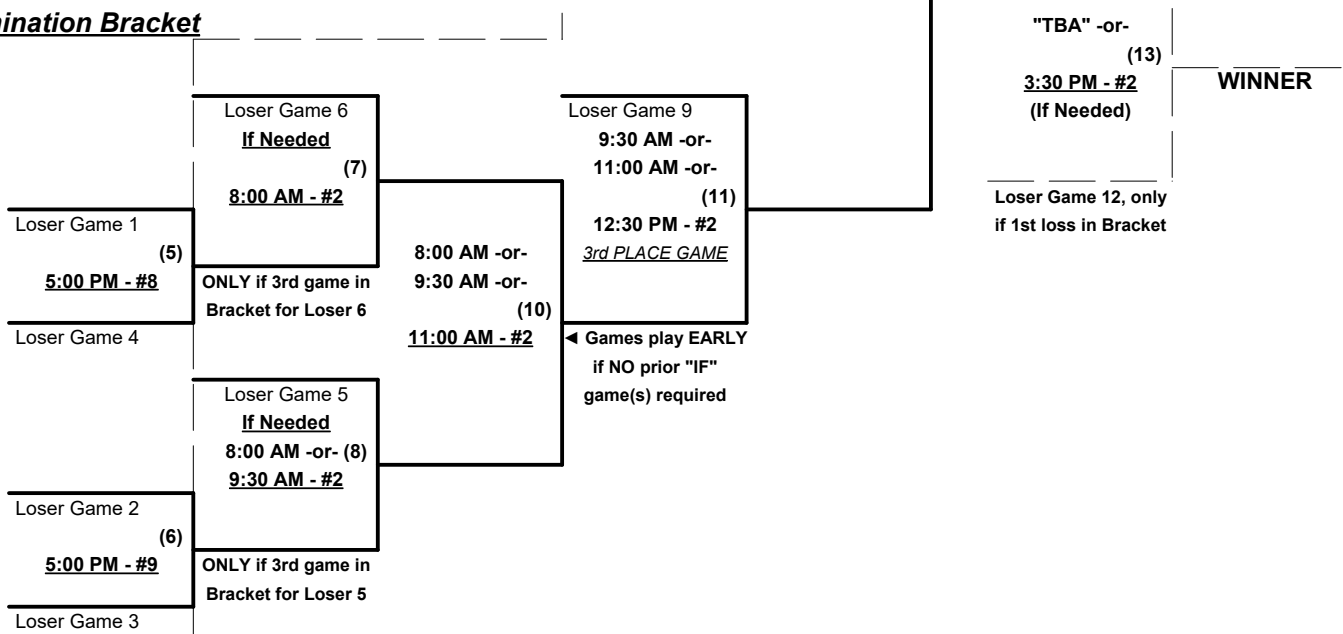 Bracket
Loser Game 6
If Needed
(7)
8:00 AM - #2
ONLY if 3rd game in
Bracket for Loser 6
Loser Game 1
(5)
5:00 PM - #8
Loser Game 4
Loser Game 5
If Needed
8:00 AM -or- (8)
9:30 AM - #2
ONLY if 3rd game in
Bracket for Loser 5
Loser Game 2
(6)
5:00 PM - #9
Loser Game 3
8:00 AM -or-
9:30 AM -or-
(10)
11:00 AM - #2
Loser Game 9
9:30 AM -or-
11:00 AM -or-
(11)
12:30 PM - #2
3rd PLACE GAME
◄ Games play EARLY
if NO prior "IF"
game(s) required
"TBA" -or-
(13)
3:30 PM - #2
(If Needed)
Loser Game 12, only
if 1st loss in Bracket
WINNER